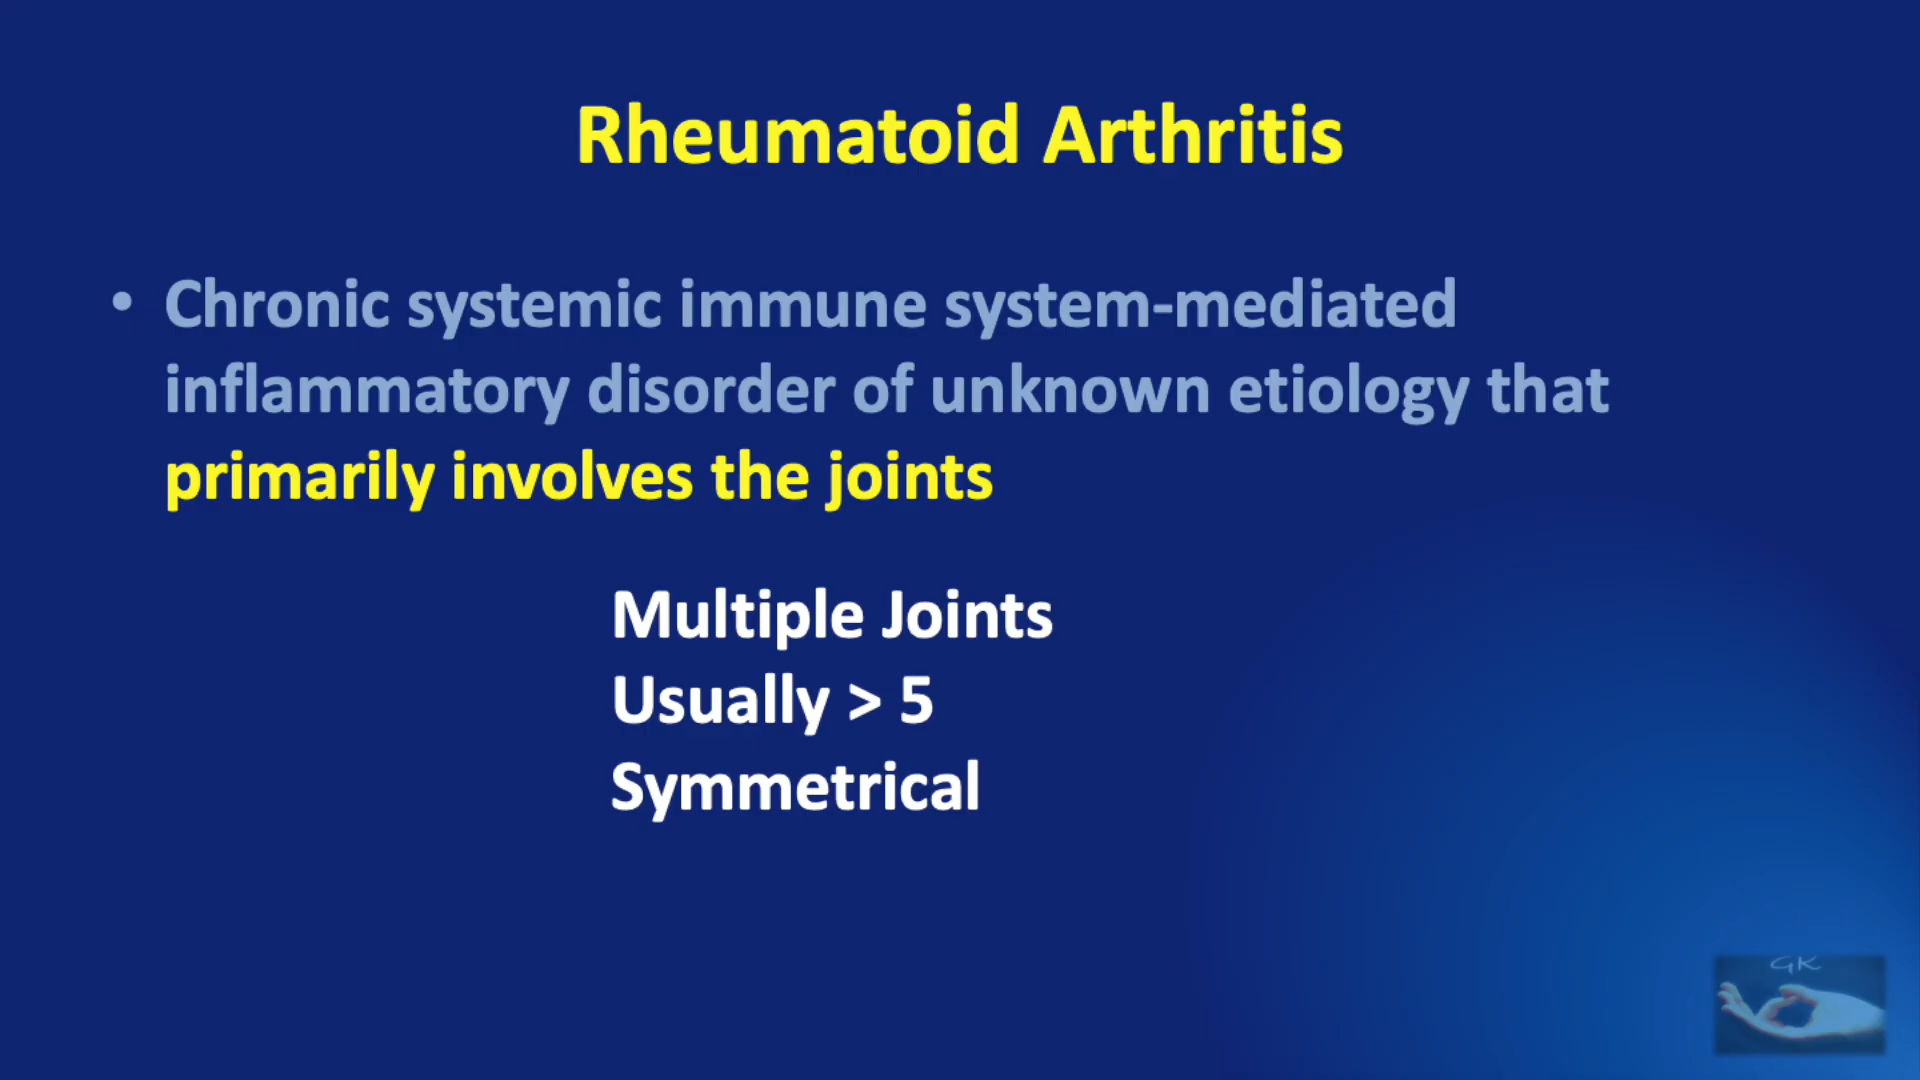 Rheumatoid Arthritis
• Chronic systemic immune system-mediated
inflammatory disorder of unknown etiology that
primarily involves the joints
Multiple Joints
Usually > 5
Symmetrical
GK